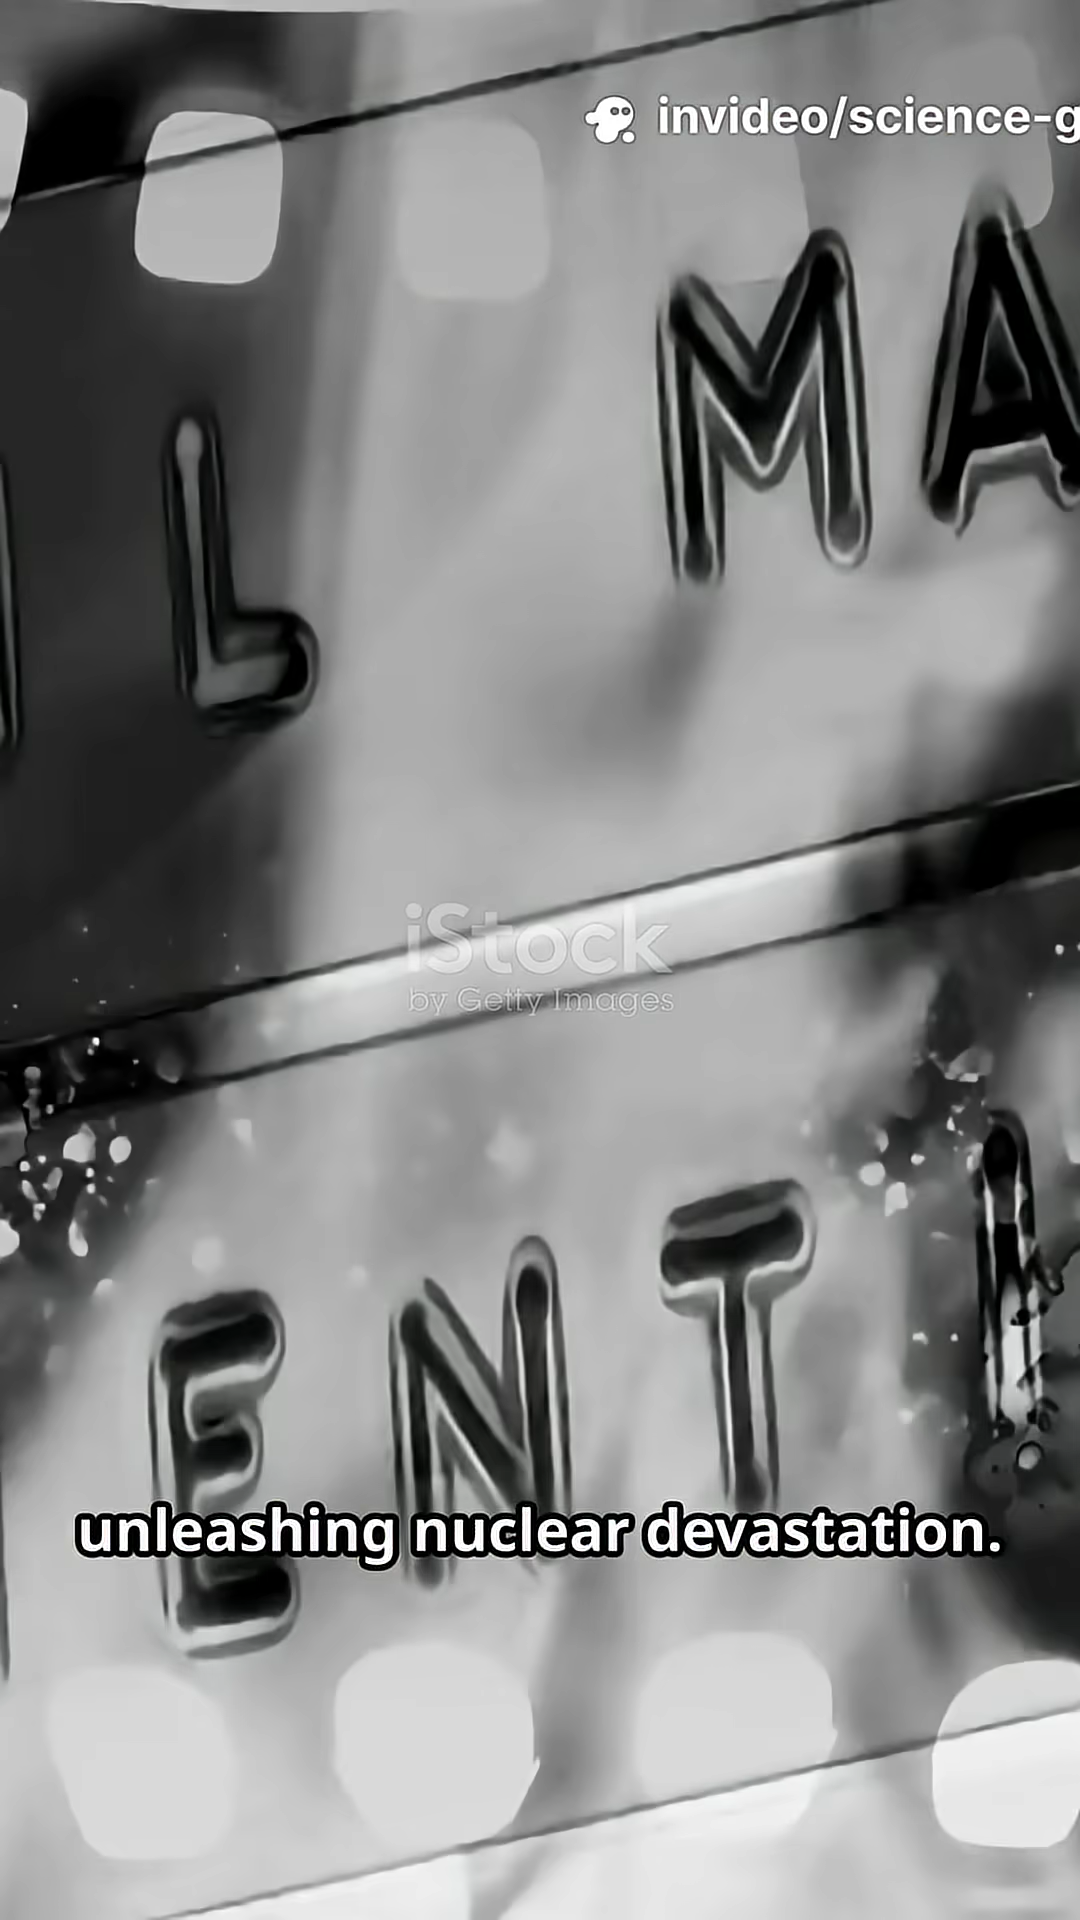 invideo/science-g
L MA
iStock
by Getty Images
ENT
unleashing nuclear devastation.